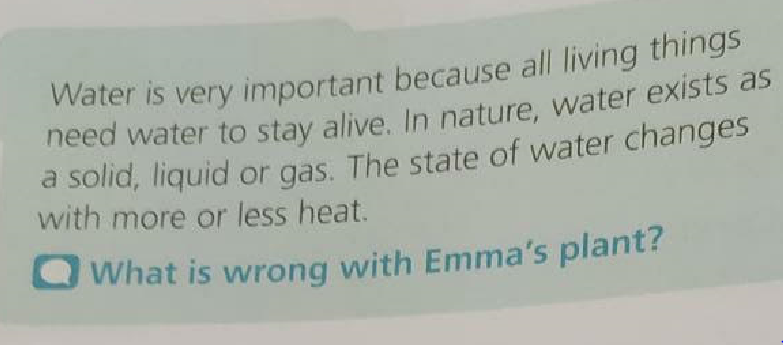 Water is very important because all living things
need water to stay alive. In nature, water exists as
a solid, liquid or gas. The state of water changes
with more or less heat.
What is wrong with Emma's plant?